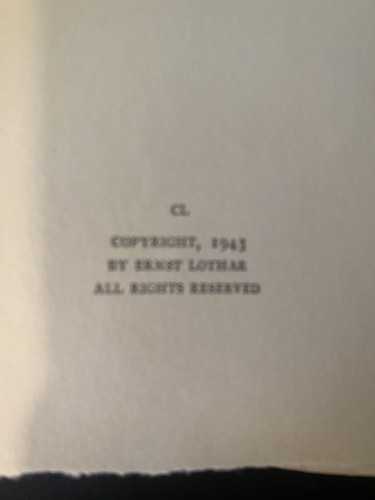 CL
COPYRIGHT, 1943
BY ERNST LOTHAR
ALL RIGHTS RESERVED